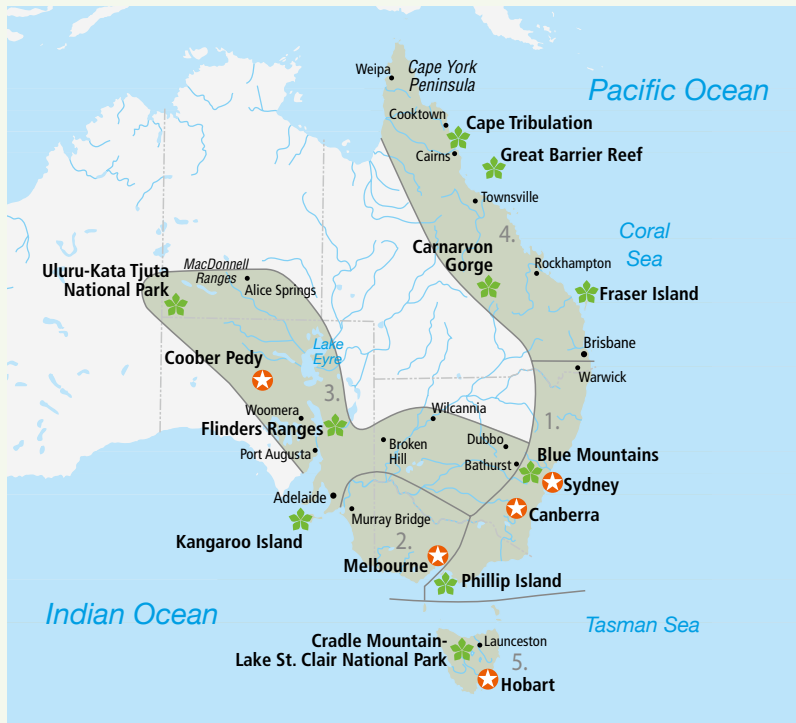 Weipa
Cape York
Peninsula
Pacific Ocean
Cooktown
Cape Tribulation
Cairns
Great Barrier Reef
Townsville
4.
Coral
Sea
Carnarvon
Gorge
Rockhampton
Uluru-Kata Tjuta
National Park
MacDonnell
Ranges
Alice Springs
Fraser Island
Lake
Eyre
Brisbane
Coober Pedy
Warwick
3.
Woomera
Wilcannia
1.
Flinders Ranges
Broken
Hill
Dubbo
Port Augusta
Bathurst
Blue Mountains
Sydney
Adelaide
Canberra
Murray Bridge
Kangaroo Island
2.
Melbourne
Phillip Island
Indian Ocean
Tasman Sea
Cradle Mountain-
Lake St. Clair National Park
Launceston
5.
Hobart